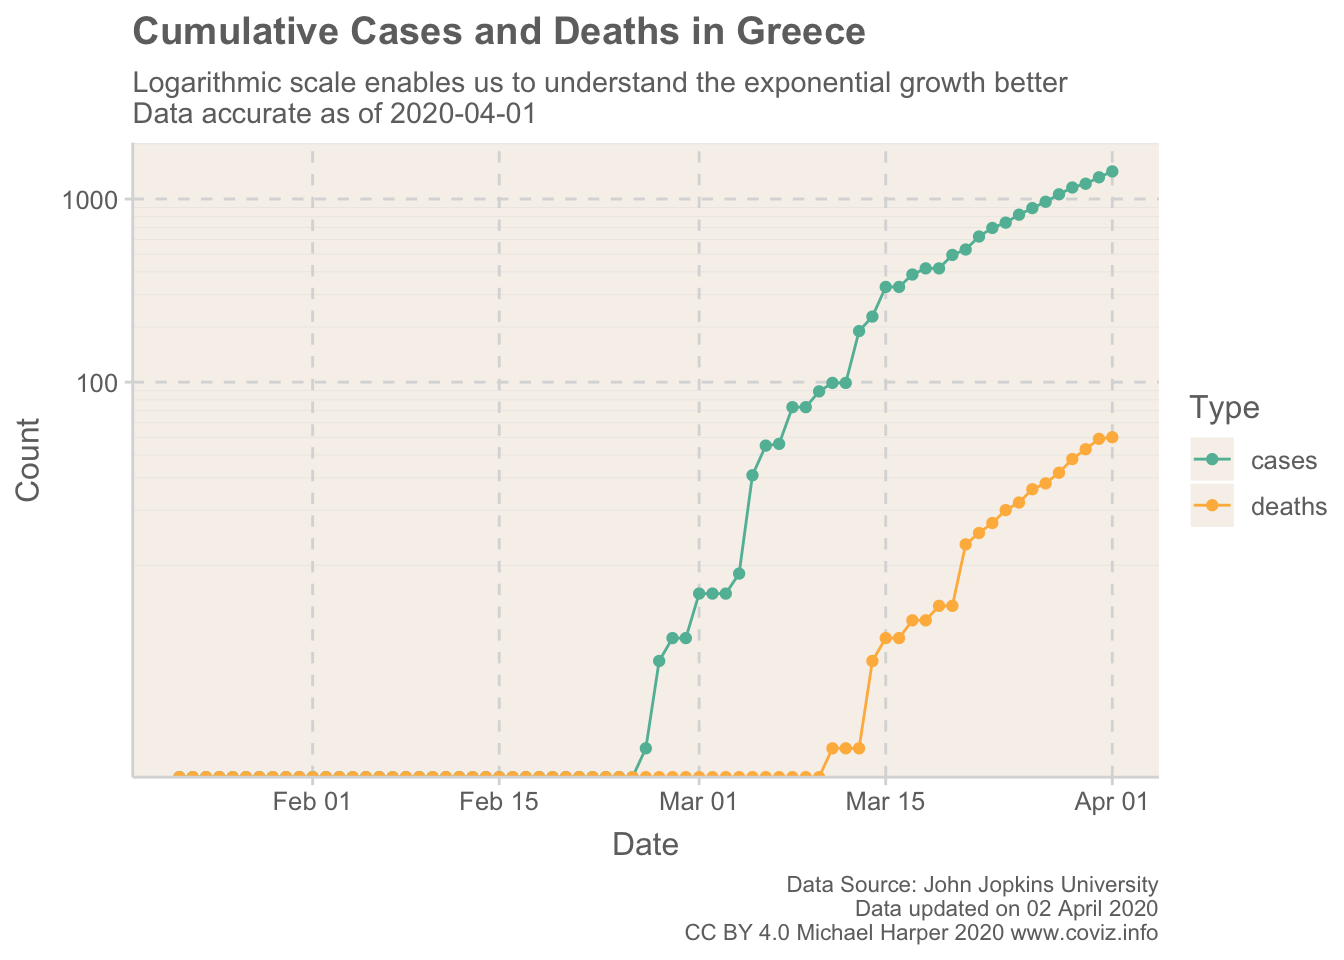 Cumulative Cases and Deaths in Greece
Logarithmic scale enables us to understand the exponential growth better
Data accurate as of 2020-04-01
1000
100
Count
Feb 01
Feb 15
Mar 01
Mar 15
Apr 01
Date
Type
cases
deaths
Data Source: John Jopkins University
Data updated on 02 April 2020
CC BY 4.0 Michael Harper 2020 www.coviz.info